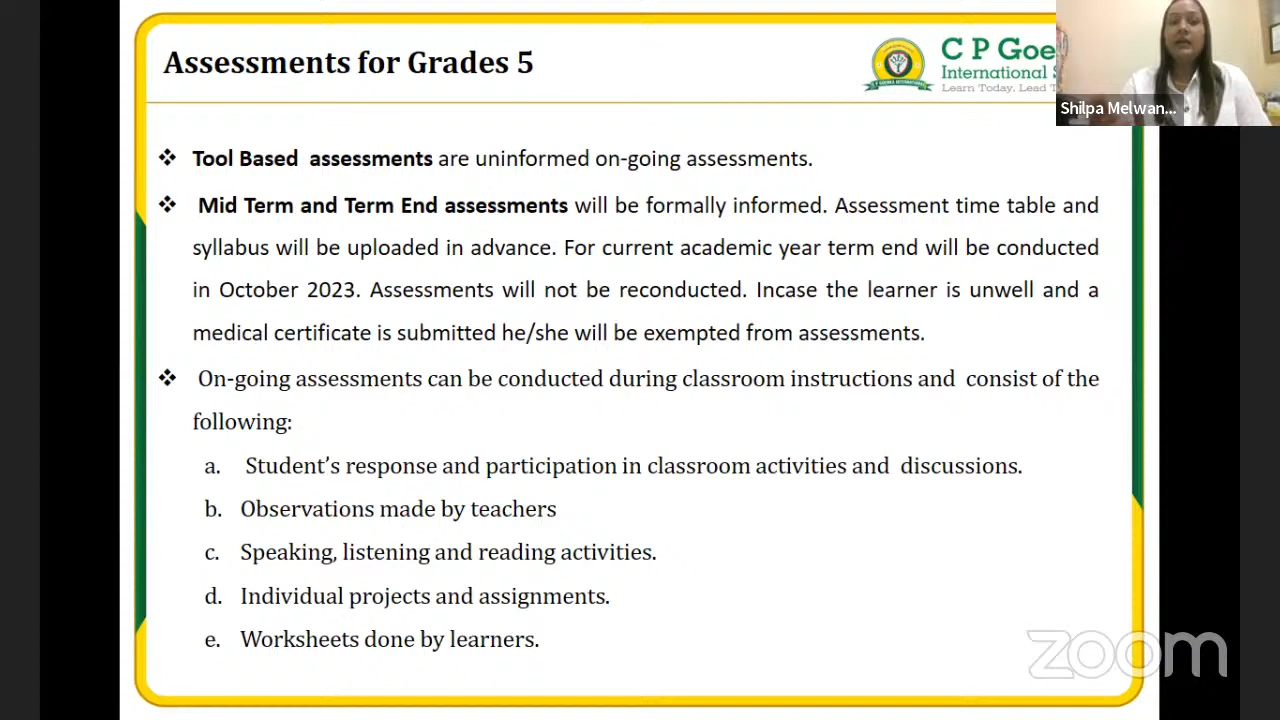 Assessments for Grades 5
C P Goe
International S
Learn Today, Lead T
Shilpa Melwan...
❖ Tool Based assessments are uninformed on-going assessments.
❖ Mid Term and Term End assessments will be formally informed. Assessment time table and
syllabus will be uploaded in advance. For current academic year term end will be conducted
in October 2023. Assessments will not be reconducted. Incase the learner is unwell and a
medical certificate is submitted he/she will be exempted from assessments.
❖ On-going assessments can be conducted during classroom instructions and consist of the
following:
a. Student’s response and participation in classroom activities and discussions.
b. Observations made by teachers
c. Speaking, listening and reading activities.
d. Individual projects and assignments.
e. Worksheets done by learners.
zoom